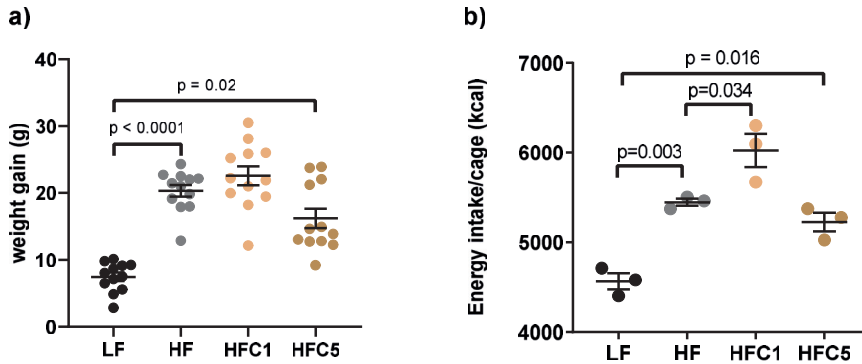 a)
weight gain (g)
40
30
20
10
0
p = 0.02
p < 0.0001
LF HF HFC1 HFC5
b)
Energy intake/cage (kcal)
7000
6000
5000
4000
p = 0.016
p=0.034
p=0.003
LF HF HFC1 HFC5